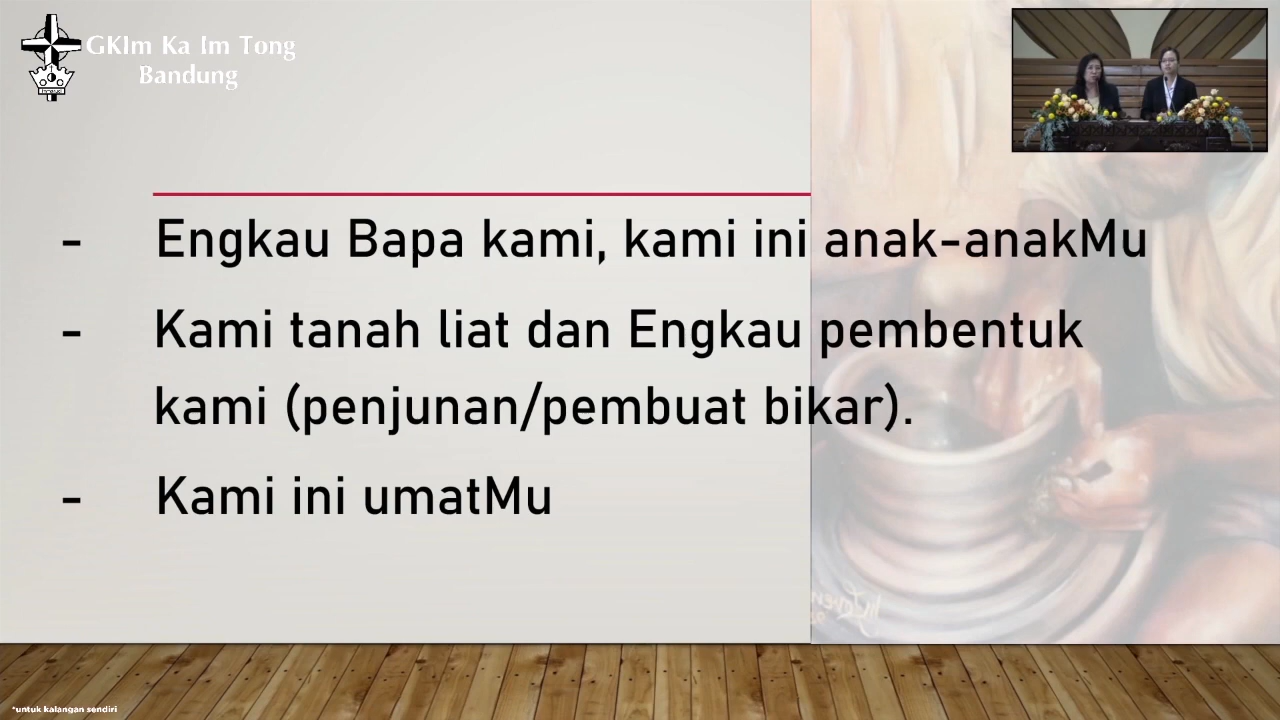 GKIm Ka Im Tong
Bandung
- Engkau Bapa kami, kami ini anak-anakMu
- Kami tanah liat dan Engkau pembentuk
kami (penjunan/pembuat bikar).
- Kami ini umatMu
*untuk kalangan sendiri